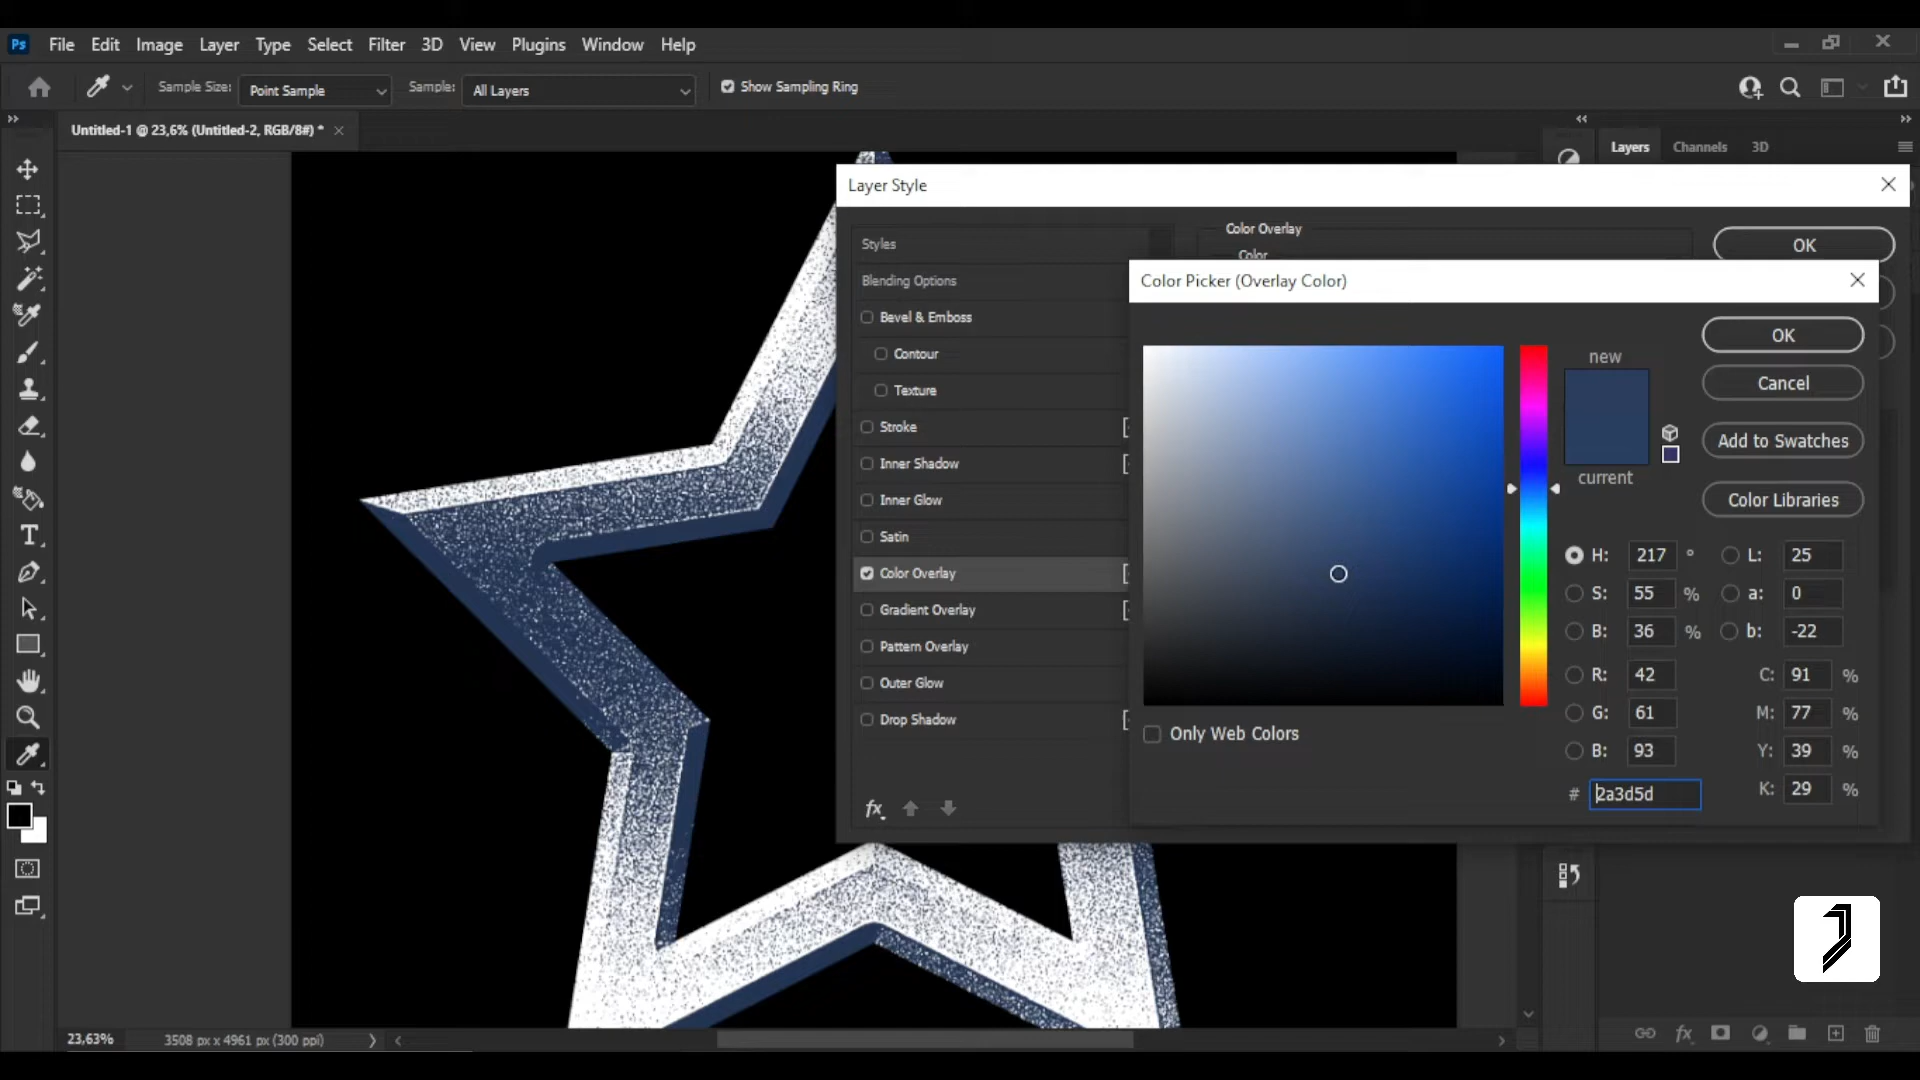 Ps File Edit Image Layer Type Select Filter 3D View Plugins Window Help
Sample Size: Point Sample Sample: All Layers Show Sampling Ring
Untitled-1 @ 23,6% (Untitled-2, RGB/8#) *
Layers Channels 3D
Layer Style
Styles
Blending Options
Bevel & Emboss
Contour
Texture
Stroke
Inner Shadow
Inner Glow
Satin
Color Overlay
Gradient Overlay
Pattern Overlay
Outer Glow
Drop Shadow
fx
Color Overlay
Color
OK
Color Picker (Overlay Color)
new
current
OK
Cancel
Add to Swatches
Color Libraries
H: 217 ° L: 25
S: 55 % a: 0
B: 36 % b: -22
R: 42 C: 91 %
G: 61 M: 77 %
B: 93 Y: 39 %
# 2a3d5d K: 29 %
Only Web Colors
23,63% 3508 px x 4961 px (300 ppi)
fx